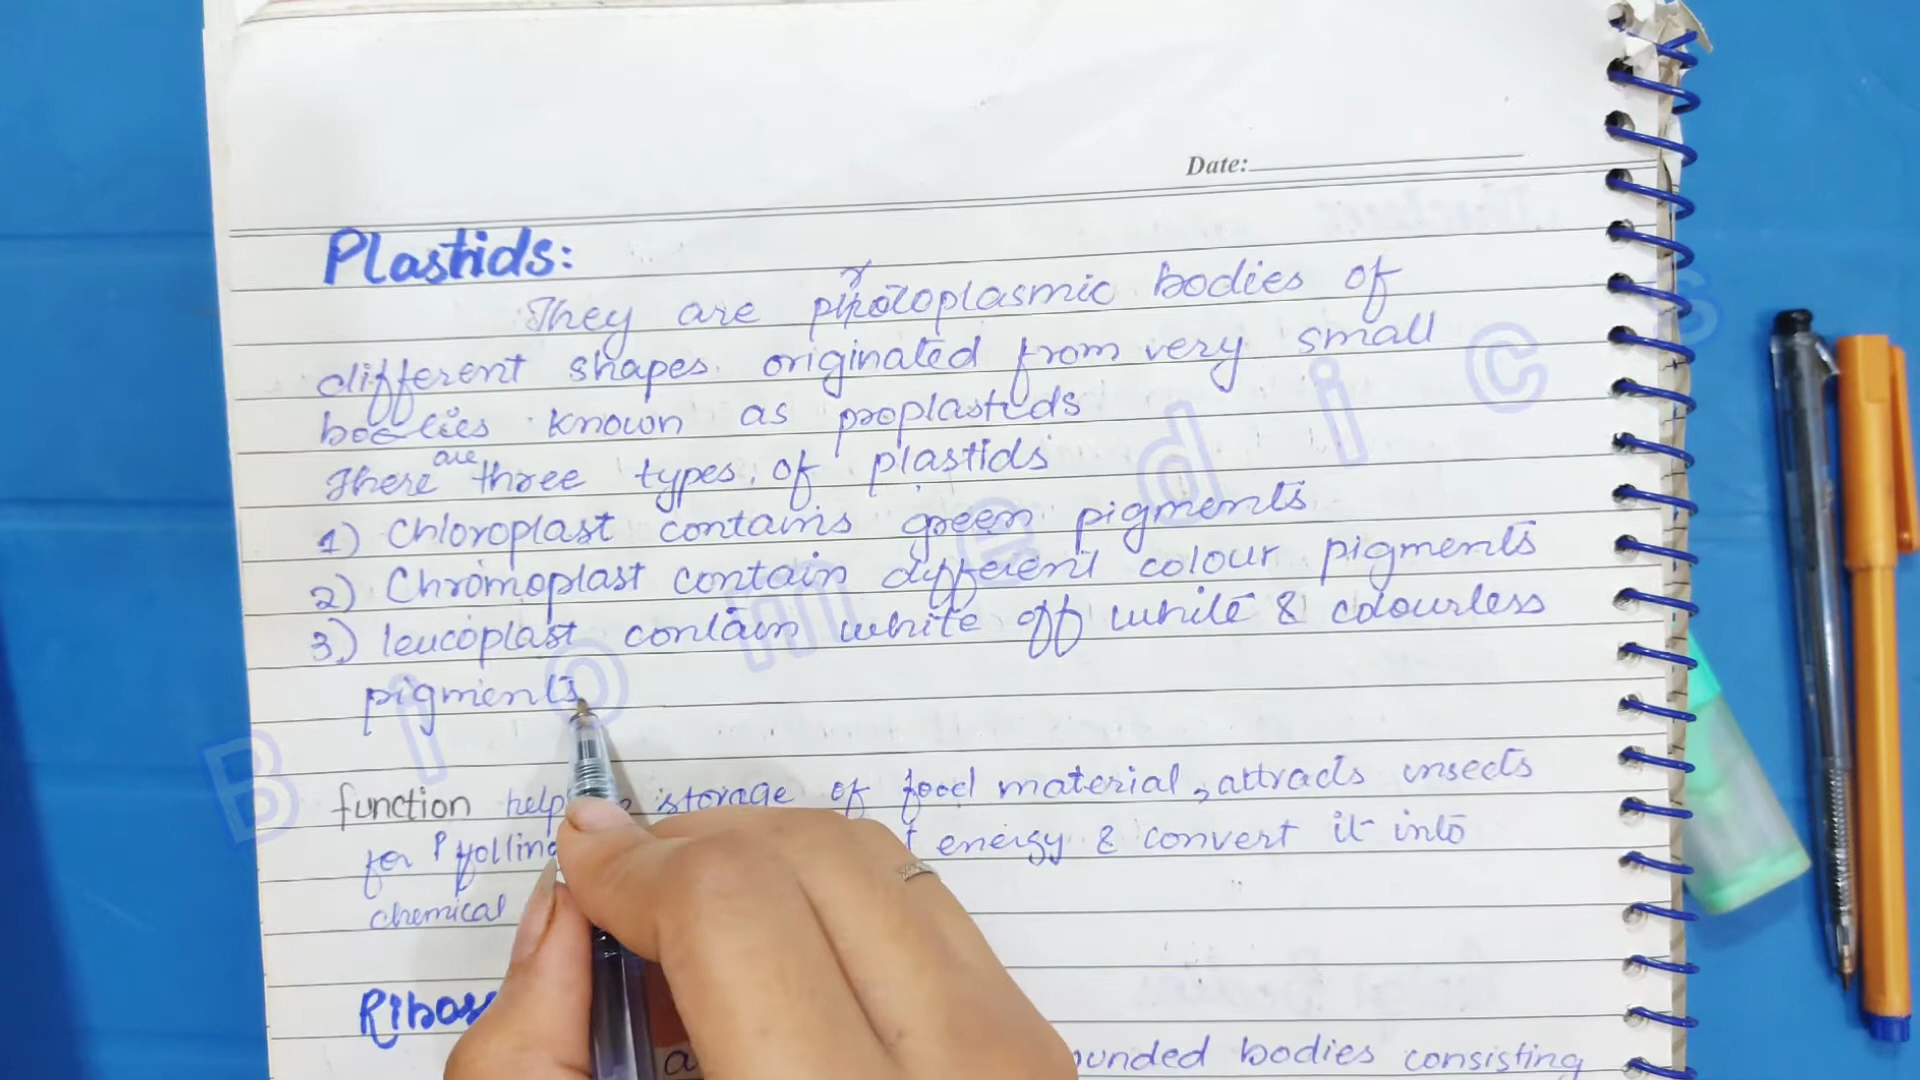 Date:
Plastids:
They are protoplasmic bodies of
different shapes. originated from very small
bodies known as proplastids
There are three types of plastids
1) Chloroplast contains green pigments
2) Chromoplast contain different colour pigments
3) leucoplast contain white off white & colourless
pigments
function help storage of food material, attracts insects
for energy & convert it into
chemical
bodies consisting
Biomedics